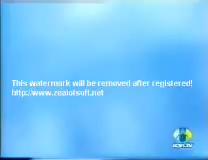 This watermark will be removed after registered!
http://www.zealotsoft.net